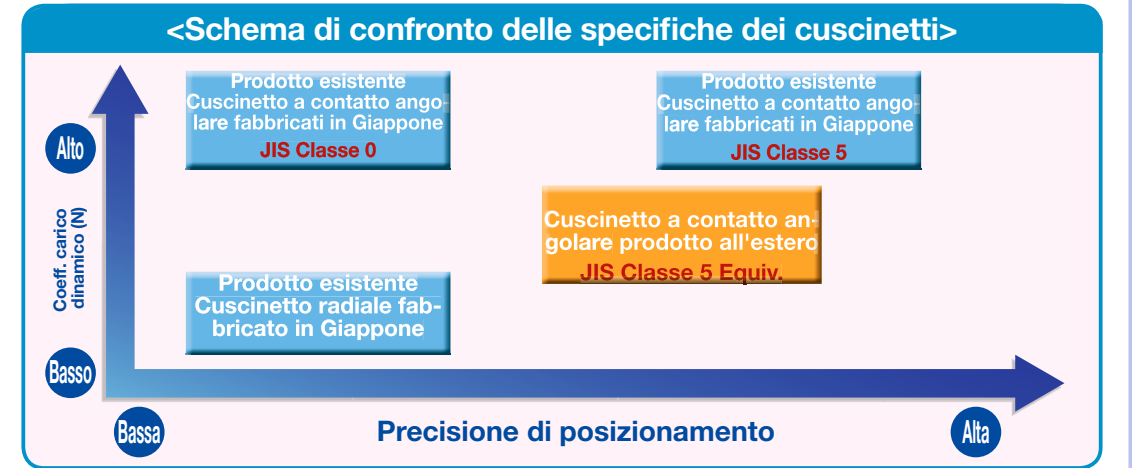 <Schema di confronto delle specifiche dei cuscinetti>
Prodotto esistente
Cuscinetto a contatto ango-
lare fabbricati in Giappone
JIS Classe 0
Prodotto esistente
Cuscinetto a contatto ango-
lare fabbricati in Giappone
JIS Classe 5
Alto
Coeff. carico
dinamico (N)
Cuscinetto a contatto an-
golare prodotto all'estero
JIS Classe 5 Equiv.
Prodotto esistente
Cuscinetto radiale fab-
bricato in Giappone
Basso
Bassa
Precisione di posizionamento
Alta